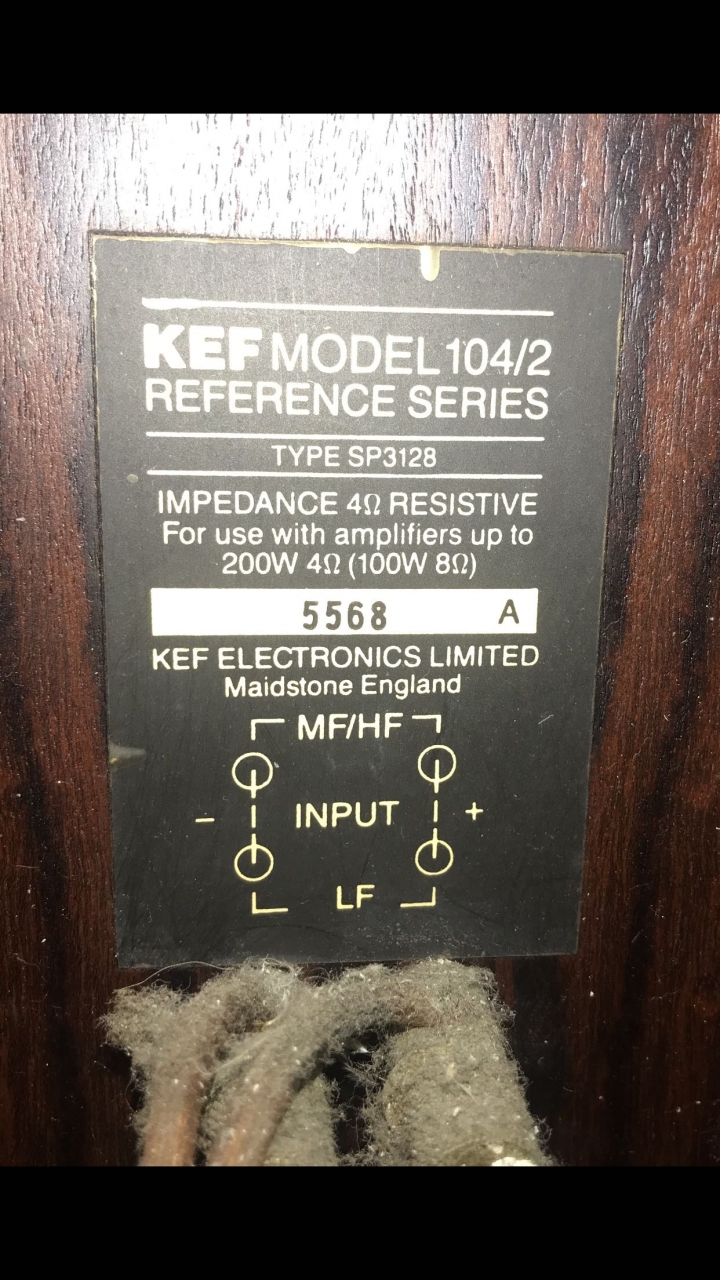 KEF MODEL 104/2
REFERENCE SERIES
TYPE SP3128
IMPEDANCE 4Ω RESISTIVE
For use with amplifiers up to
200W 4Ω (100W 8Ω)
5568 A
KEF ELECTRONICS LIMITED
Maidstone England
MF/HF
- INPUT +
LF